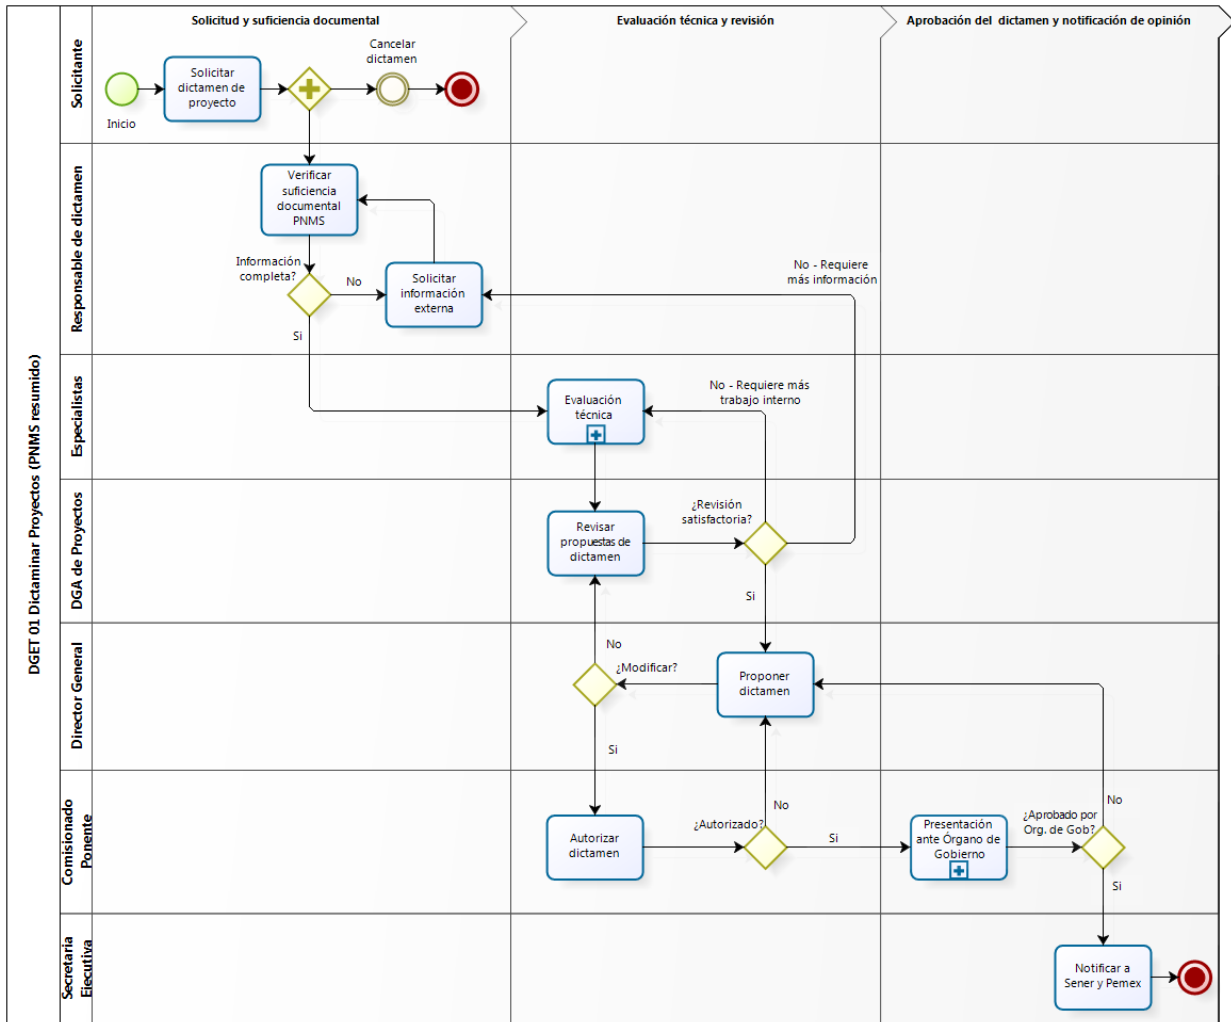 Solicitud y suficiencia documental
Evaluación técnica y revisión
Aprobación del dictamen y notificación de opinión
DGET 01 Dictaminar Proyectos (PNMS resumido)
Solicitante
Inicio
Solicitar
dictamen de
proyecto
Cancelar
dictamen
Responsable de dictamen
Verificar
suficiencia
documental
PNMS
Información
completa?
No
Si
Solicitar
información
externa
No - Requiere
más información
Especialistas
Evaluación
técnica
No - Requiere más
trabajo interno
DGA de Proyectos
Revisar
propuestas de
dictamen
¿Revisión
satisfactoria?
Si
Director General
No
¿Modificar?
Si
Proponer
dictamen
Comisionado
Ponente
Autorizar
dictamen
¿Autorizado?
No
Si
Presentación
ante Órgano de
Gobierno
¿Aprobado por
Org. de Gob?
No
Si
Secretaria
Ejecutiva
Notificar a
Sener y Pemex